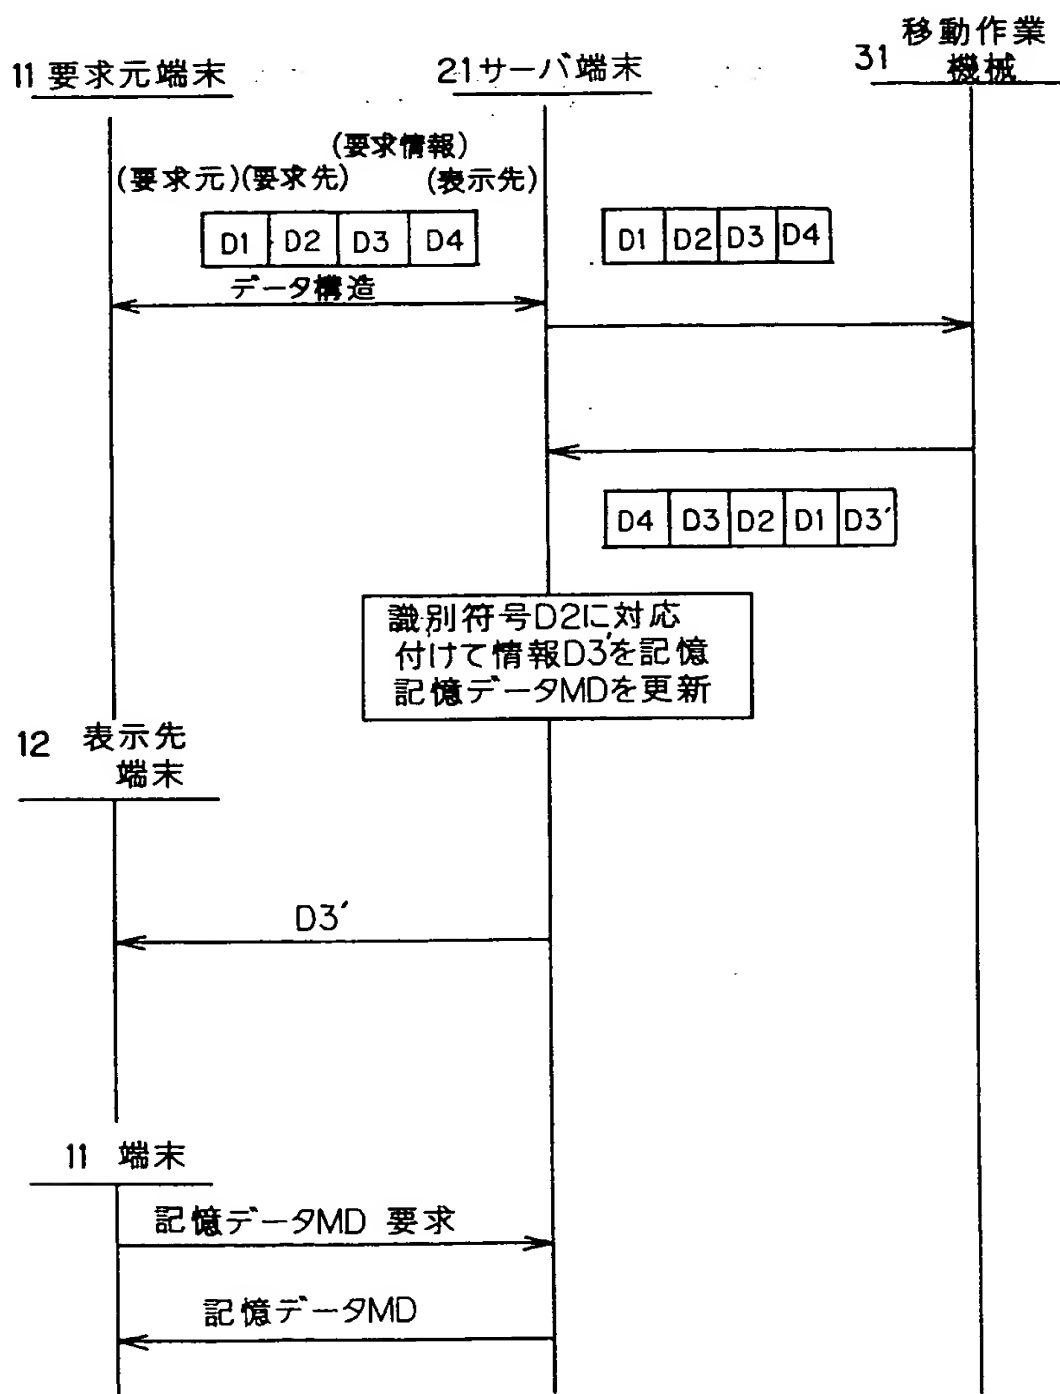 11 要求元端末
21サーバ端末
31 移動作業
機械
(要求情報)
(要求元)(要求先)
(表示先)
D1 D2 D3 D4
データ構造
D1 D2 D3 D4
D4 D3 D2 D1 D3′
識別符号D2に対応
付けて情報D3′を記憶
記憶データMDを更新
12 表示先
端末
D3′
11 端末
記憶データMD 要求
記憶データMD